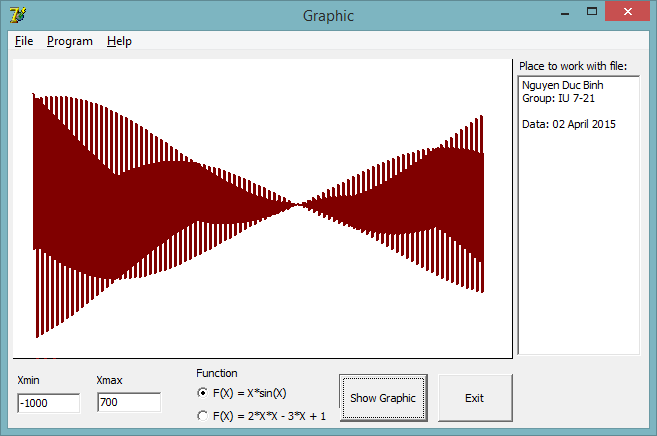 Graphic
File Program Help
Place to work with file:
Nguyen Duc Binh
Group: IU 7-21
Data: 02 April 2015
Xmin
Xmax
-1000
700
Function
F(X) = X*sin(X)
F(X) = 2*X*X - 3*X + 1
Show Graphic
Exit